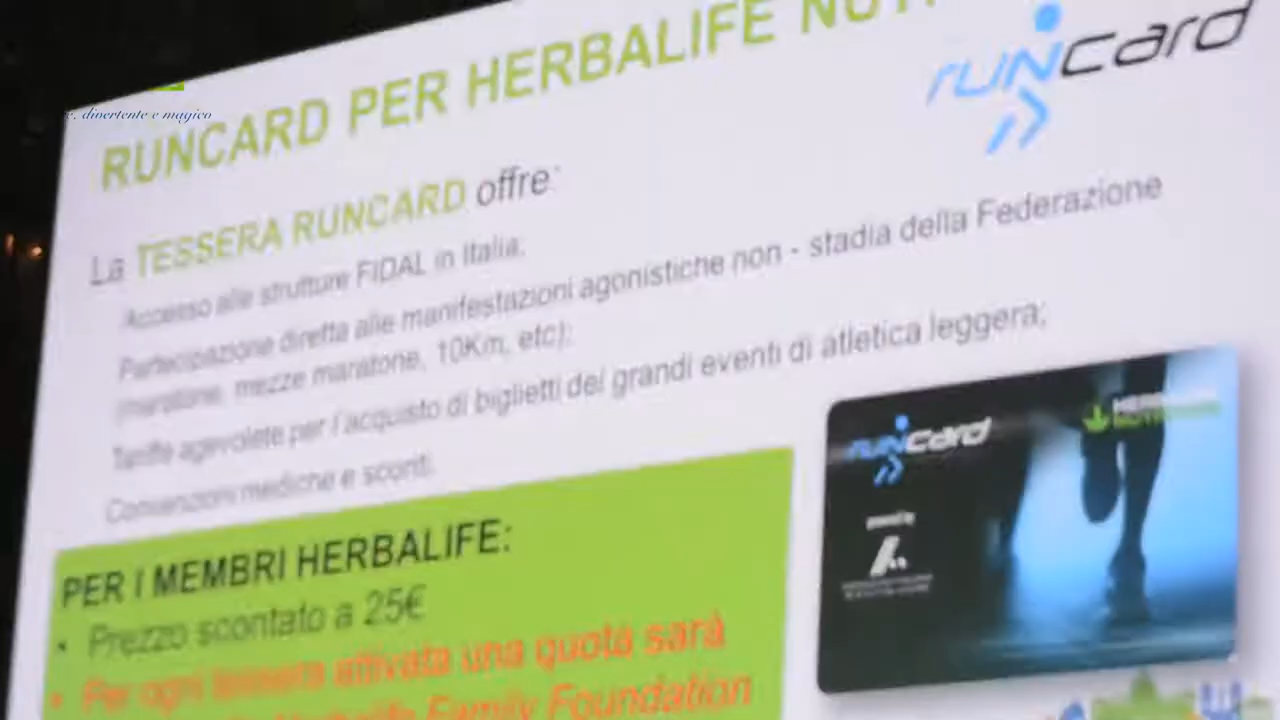 RUNCARD PER HERBALIFE
runcard
. divertente e magico
La TESSERA RUNCARD offre:
Accesso alle strutture FIDAL in Italia;
Partecipazione diretta alle manifestazioni agonistiche non - stadia della Federazione
(maratone, mezze maratone, 10Km, etc);
Tariffe agevolate per l'acquisto di biglietti dei grandi eventi di atletica leggera;
Convenzioni mediche e sconti.
runcard
PER I MEMBRI HERBALIFE:
• Prezzo scontato a 25€
• Per ogni tessera attivata una quota sarà
Herbalife Family Foundation